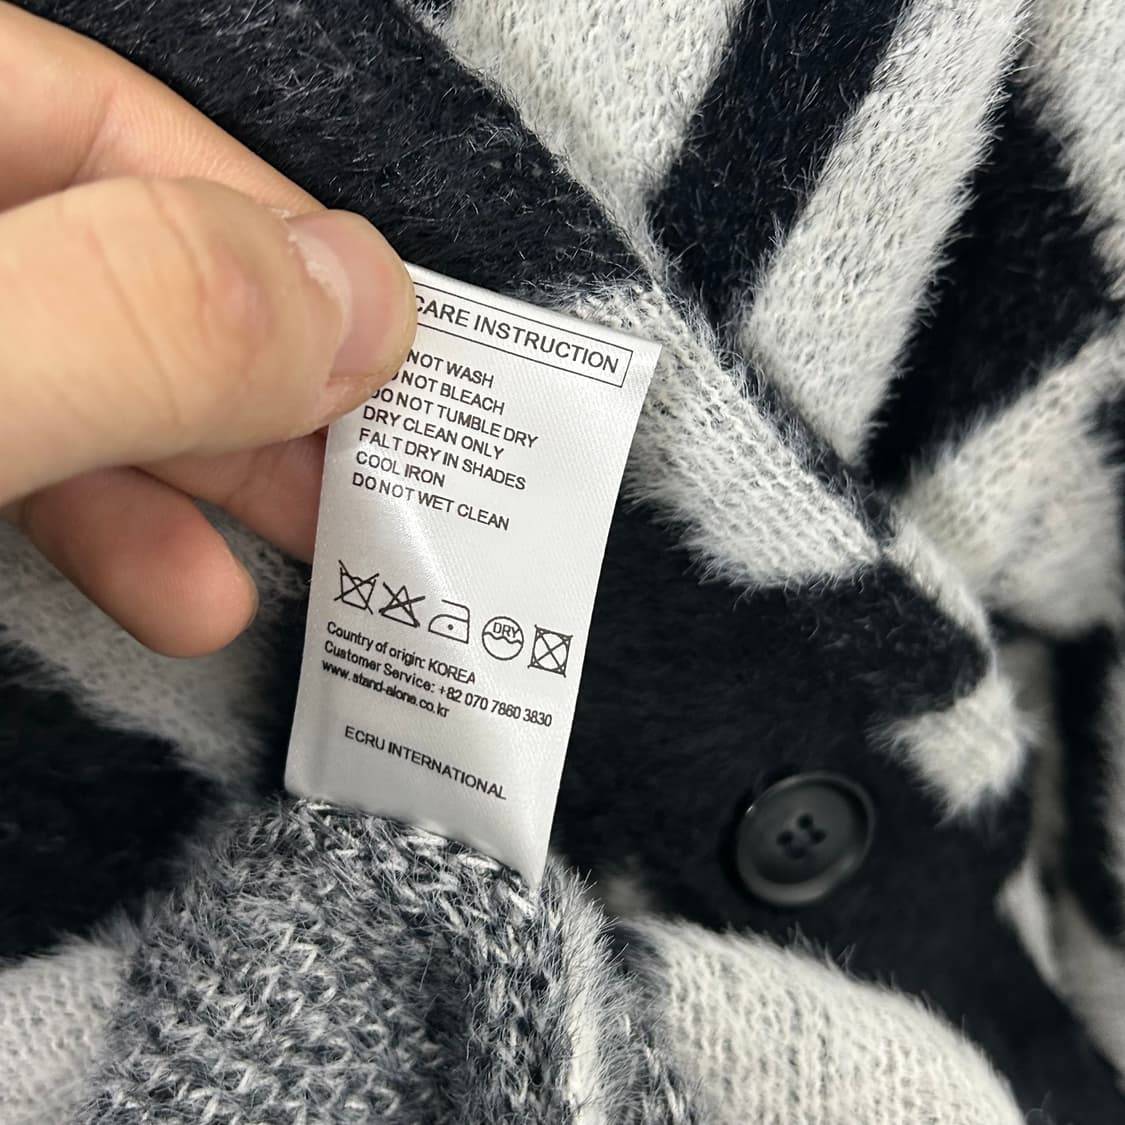 CARE INSTRUCTION
NOT WASH
NOT BLEACH
DO NOT TUMBLE DRY
DRY CLEAN ONLY
FALT DRY IN SHADES
COOL IRON
DO NOT WET CLEAN
DRY
Country of origin: KOREA
Customer Service: +82 070 7860 3830
www.stand-alone.co.kr
ECRU INTERNATIONAL